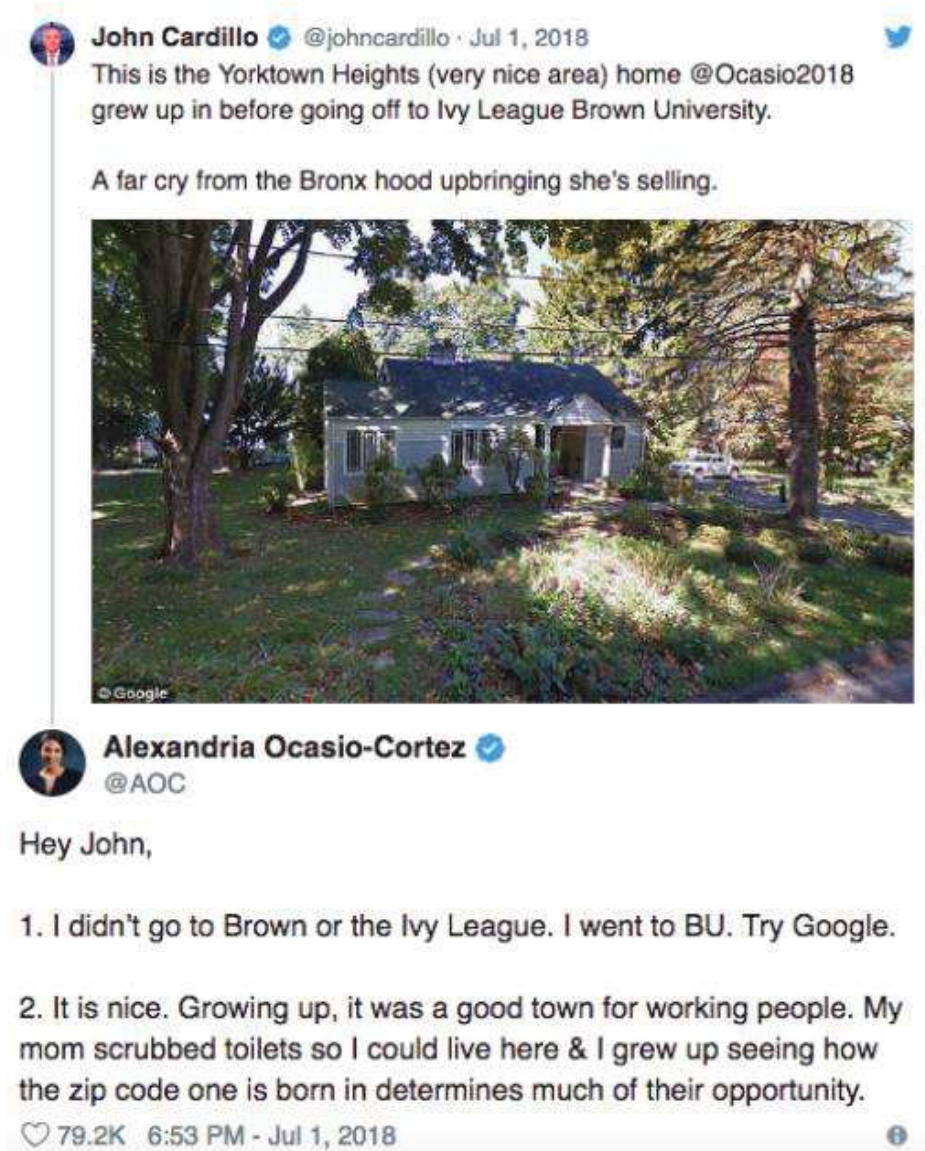 John Cardillo @johncardillo · Jul 1, 2018
This is the Yorktown Heights (very nice area) home @Ocasio2018
grew up in before going off to Ivy League Brown University.
A far cry from the Bronx hood upbringing she's selling.
© Google
Alexandria Ocasio-Cortez
@AOC
Hey John,
1. I didn't go to Brown or the Ivy League. I went to BU. Try Google.
2. It is nice. Growing up, it was a good town for working people. My
mom scrubbed toilets so I could live here & I grew up seeing how
the zip code one is born in determines much of their opportunity.
79.2K 6:53 PM - Jul 1, 2018